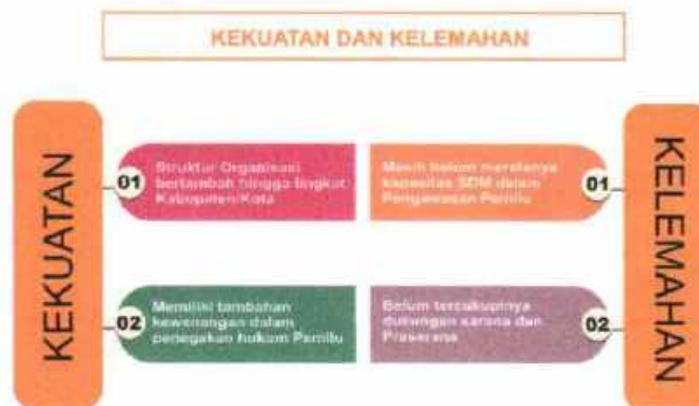 KEKUATAN DAN KELEMAHAN
KEKUATAN
01
Struktur Organisasi
bertambah hingga tingkat
Kabupaten/Kota
02
Memiliki tambahan
kewenangan dalam
penegakan hukum Pemilu
Masih belum meratanya
kapasitas SDM dalam
Pengawasan Pemilu
01
Belum tercukupinya
dukungan sarana dan
Prasarana
02
KELEMAHAN